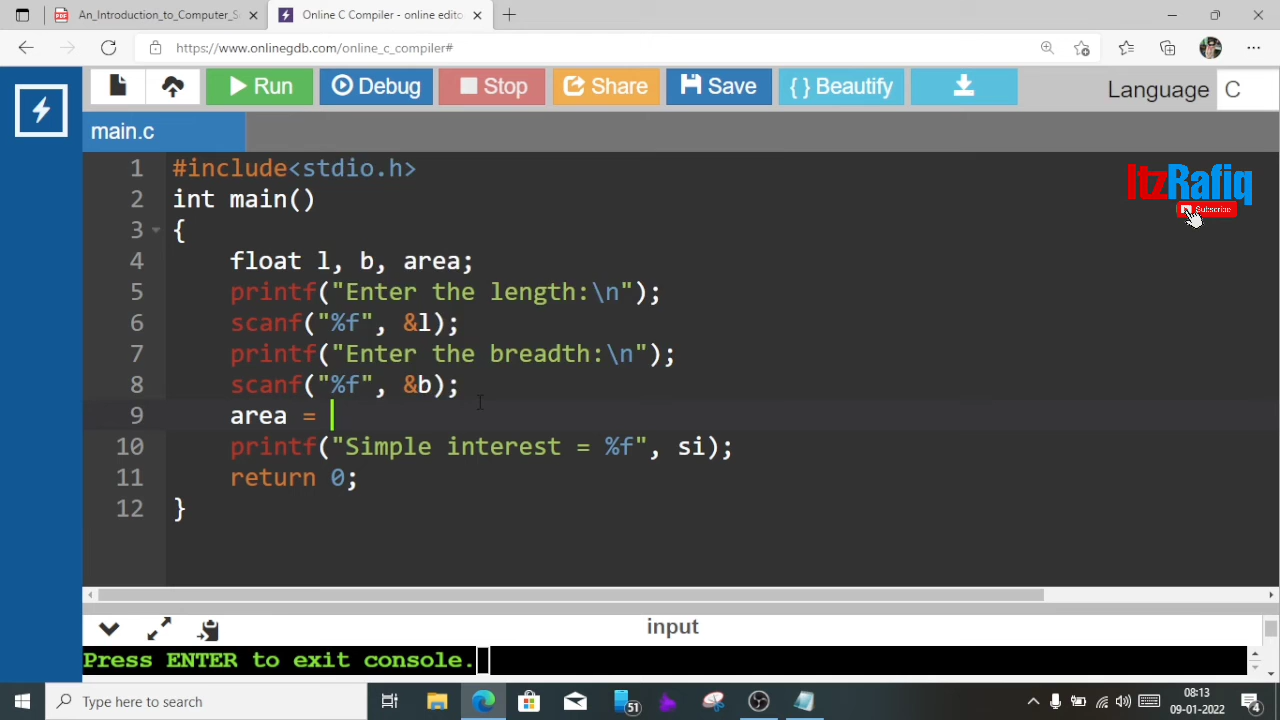 An_Introduction_to_Computer_S
Online C Compiler - online edito
https://www.onlinegdb.com/online_c_compiler#
Run Debug Stop Share Save { } Beautify Language C
main.c
ItzRafiq
Subscribe
1 #include<stdio.h>
2 int main()
3 {
4 float l, b, area;
5 printf("Enter the length:\n");
6 scanf("%f", &l);
7 printf("Enter the breadth:\n");
8 scanf("%f", &b);
9 area =
10 printf("Simple interest = %f", si);
11 return 0;
12 }
input
Press ENTER to exit console.
Type here to search
51
08:13
09-01-2022
4